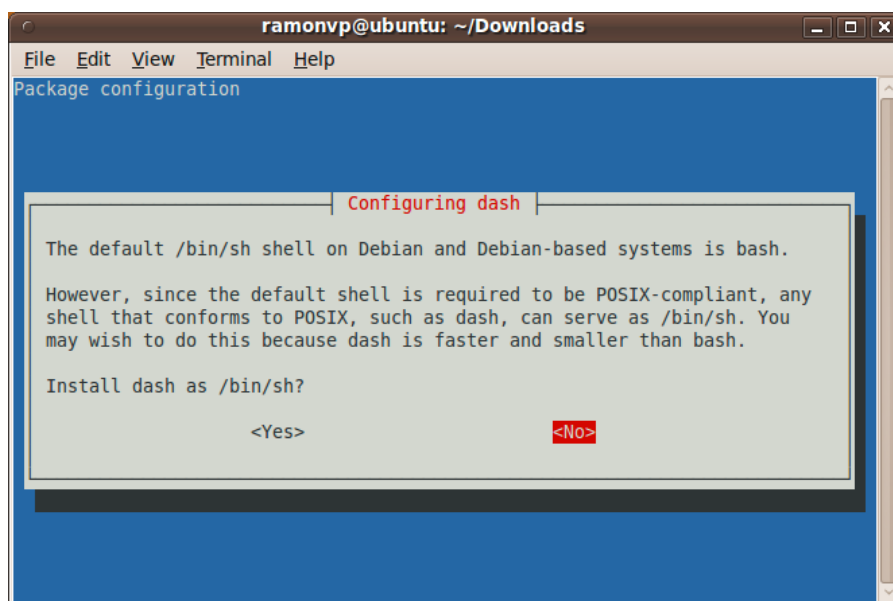 ramonvp@ubuntu: ~/Downloads
File Edit View Terminal Help
Package configuration
Configuring dash
The default /bin/sh shell on Debian and Debian-based systems is bash.
However, since the default shell is required to be POSIX-compliant, any
shell that conforms to POSIX, such as dash, can serve as /bin/sh. You
may wish to do this because dash is faster and smaller than bash.
Install dash as /bin/sh?
<Yes> <No>